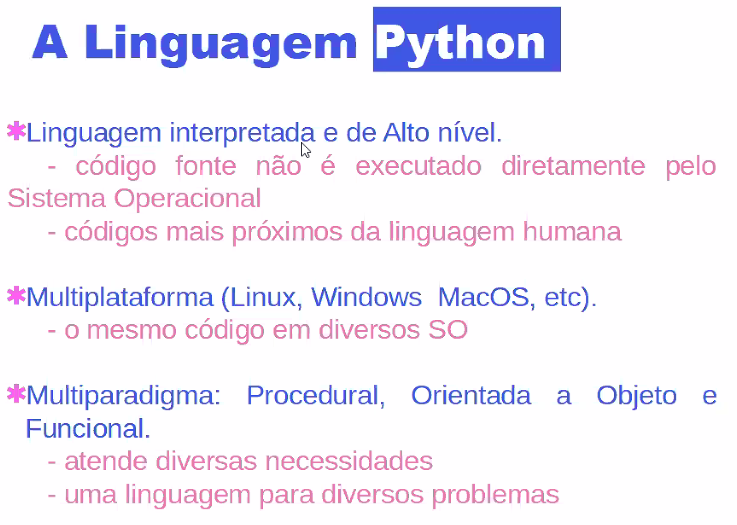 A Linguagem Python
✱Linguagem interpretada e de Alto nível.
- código fonte não é executado diretamente pelo
Sistema Operacional
- códigos mais próximos da linguagem humana
✱Multiplataforma (Linux, Windows  MacOS, etc).
- o mesmo código em diversos SO
✱Multiparadigma: Procedural, Orientada a Objeto e
Funcional.
- atende diversas necessidades
- uma linguagem para diversos problemas